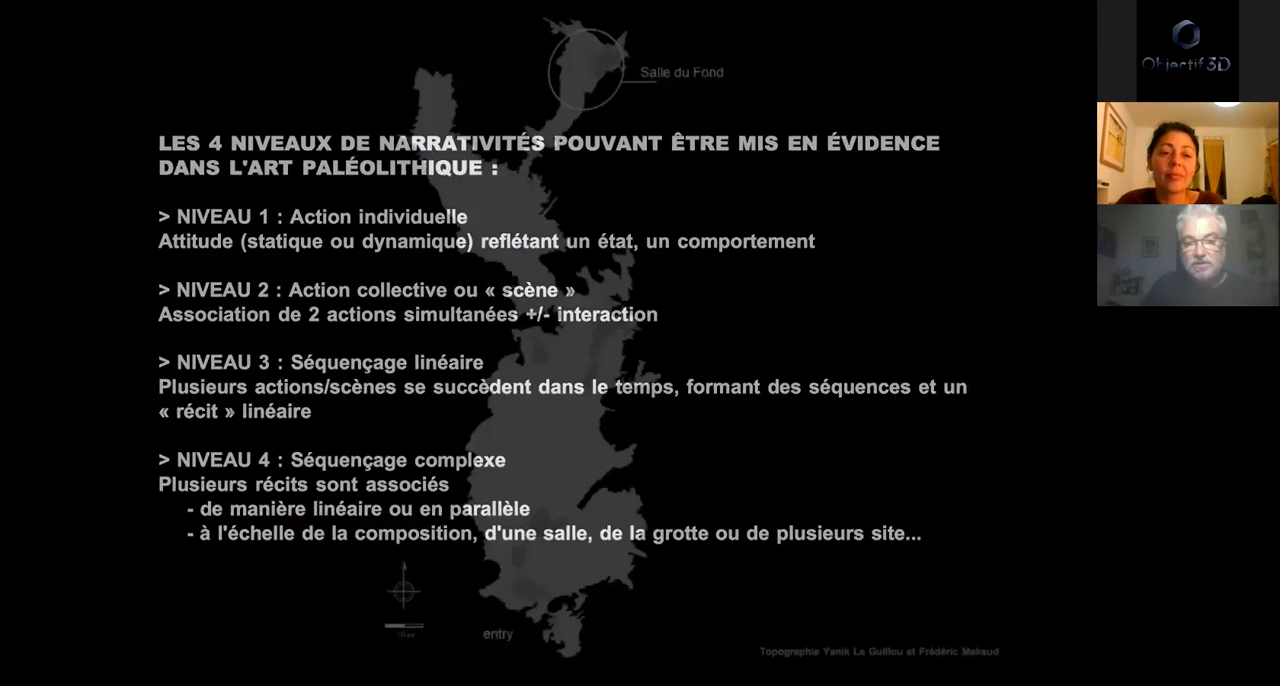 Salle du Fond
Objectif 3D
LES 4 NIVEAUX DE NARRATIVITÉS POUVANT ÊTRE MIS EN ÉVIDENCE
DANS L'ART PALÉOLITHIQUE :
> NIVEAU 1 : Action individuelle
Attitude (statique ou dynamique) reflétant un état, un comportement
> NIVEAU 2 : Action collective ou « scène »
Association de 2 actions simultanées +/- interaction
> NIVEAU 3 : Séquençage linéaire
Plusieurs actions/scènes se succèdent dans le temps, formant des séquences et un
« récit » linéaire
> NIVEAU 4 : Séquençage complexe
Plusieurs récits sont associés
- de manière linéaire ou en parallèle
- à l'échelle de la composition, d'une salle, de la grotte ou de plusieurs site...
entry
Topographie Yanik Le Guillou et Frédéric Maksud